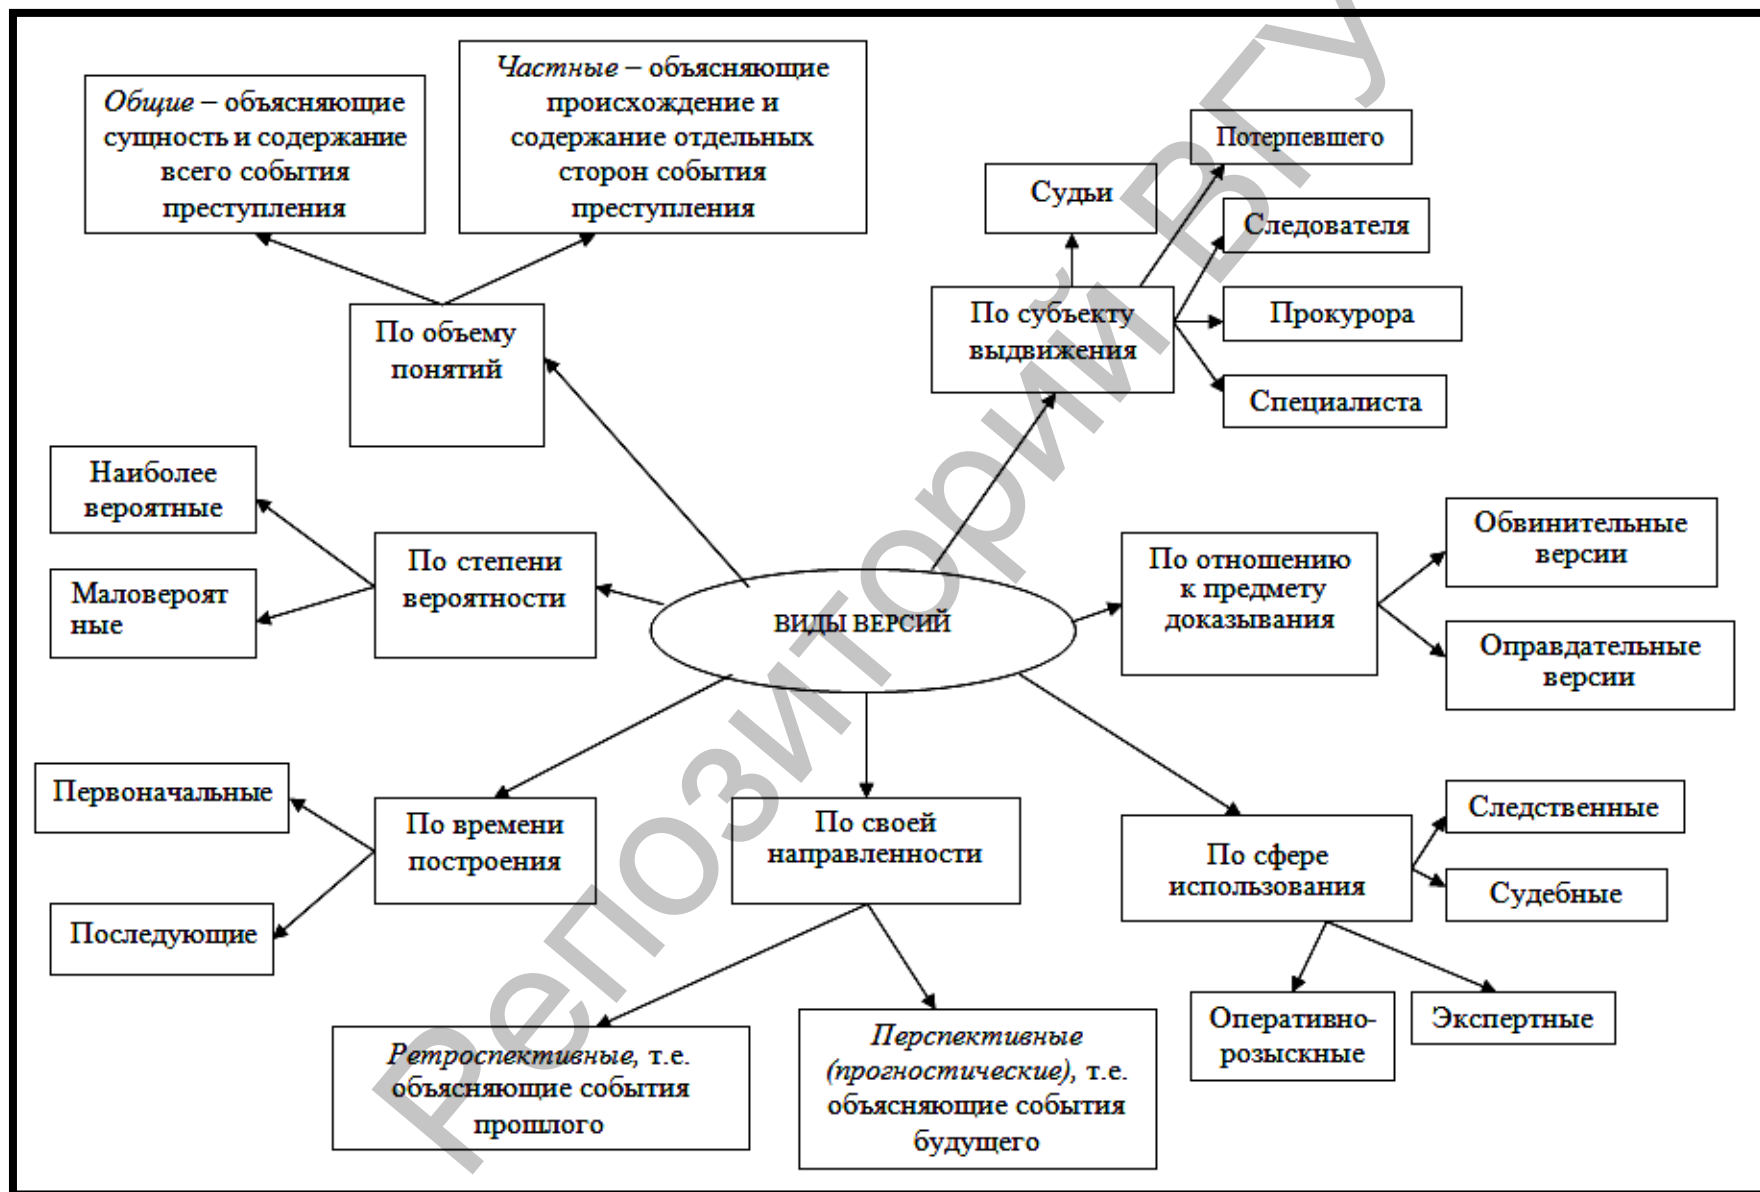 Общие – объясняющие
сущность и содержание
всего события
преступления
Частные – объясняющие
происхождение и
содержание отдельных
сторон события
преступления
По объему
понятий
Судьи
Потерпевшего
Следователя
Прокурора
Специалиста
По субъекту
выдвижения
Наиболее
вероятные
Маловероят
ные
По степени
вероятности
ВИДЫ ВЕРСИЙ
По отношению
к предмету
доказывания
Обвинительные
версии
Оправдательные
версии
Первоначальные
Последующие
По времени
построения
По своей
направленности
Ретроспективные, т.е.
объясняющие события
прошлого
Перспективные
(прогностические), т.е.
объясняющие события
будущего
По сфере
использования
Следственные
Судебные
Оперативно-
розыскные
Экспертные
Репозиторий ВГУ